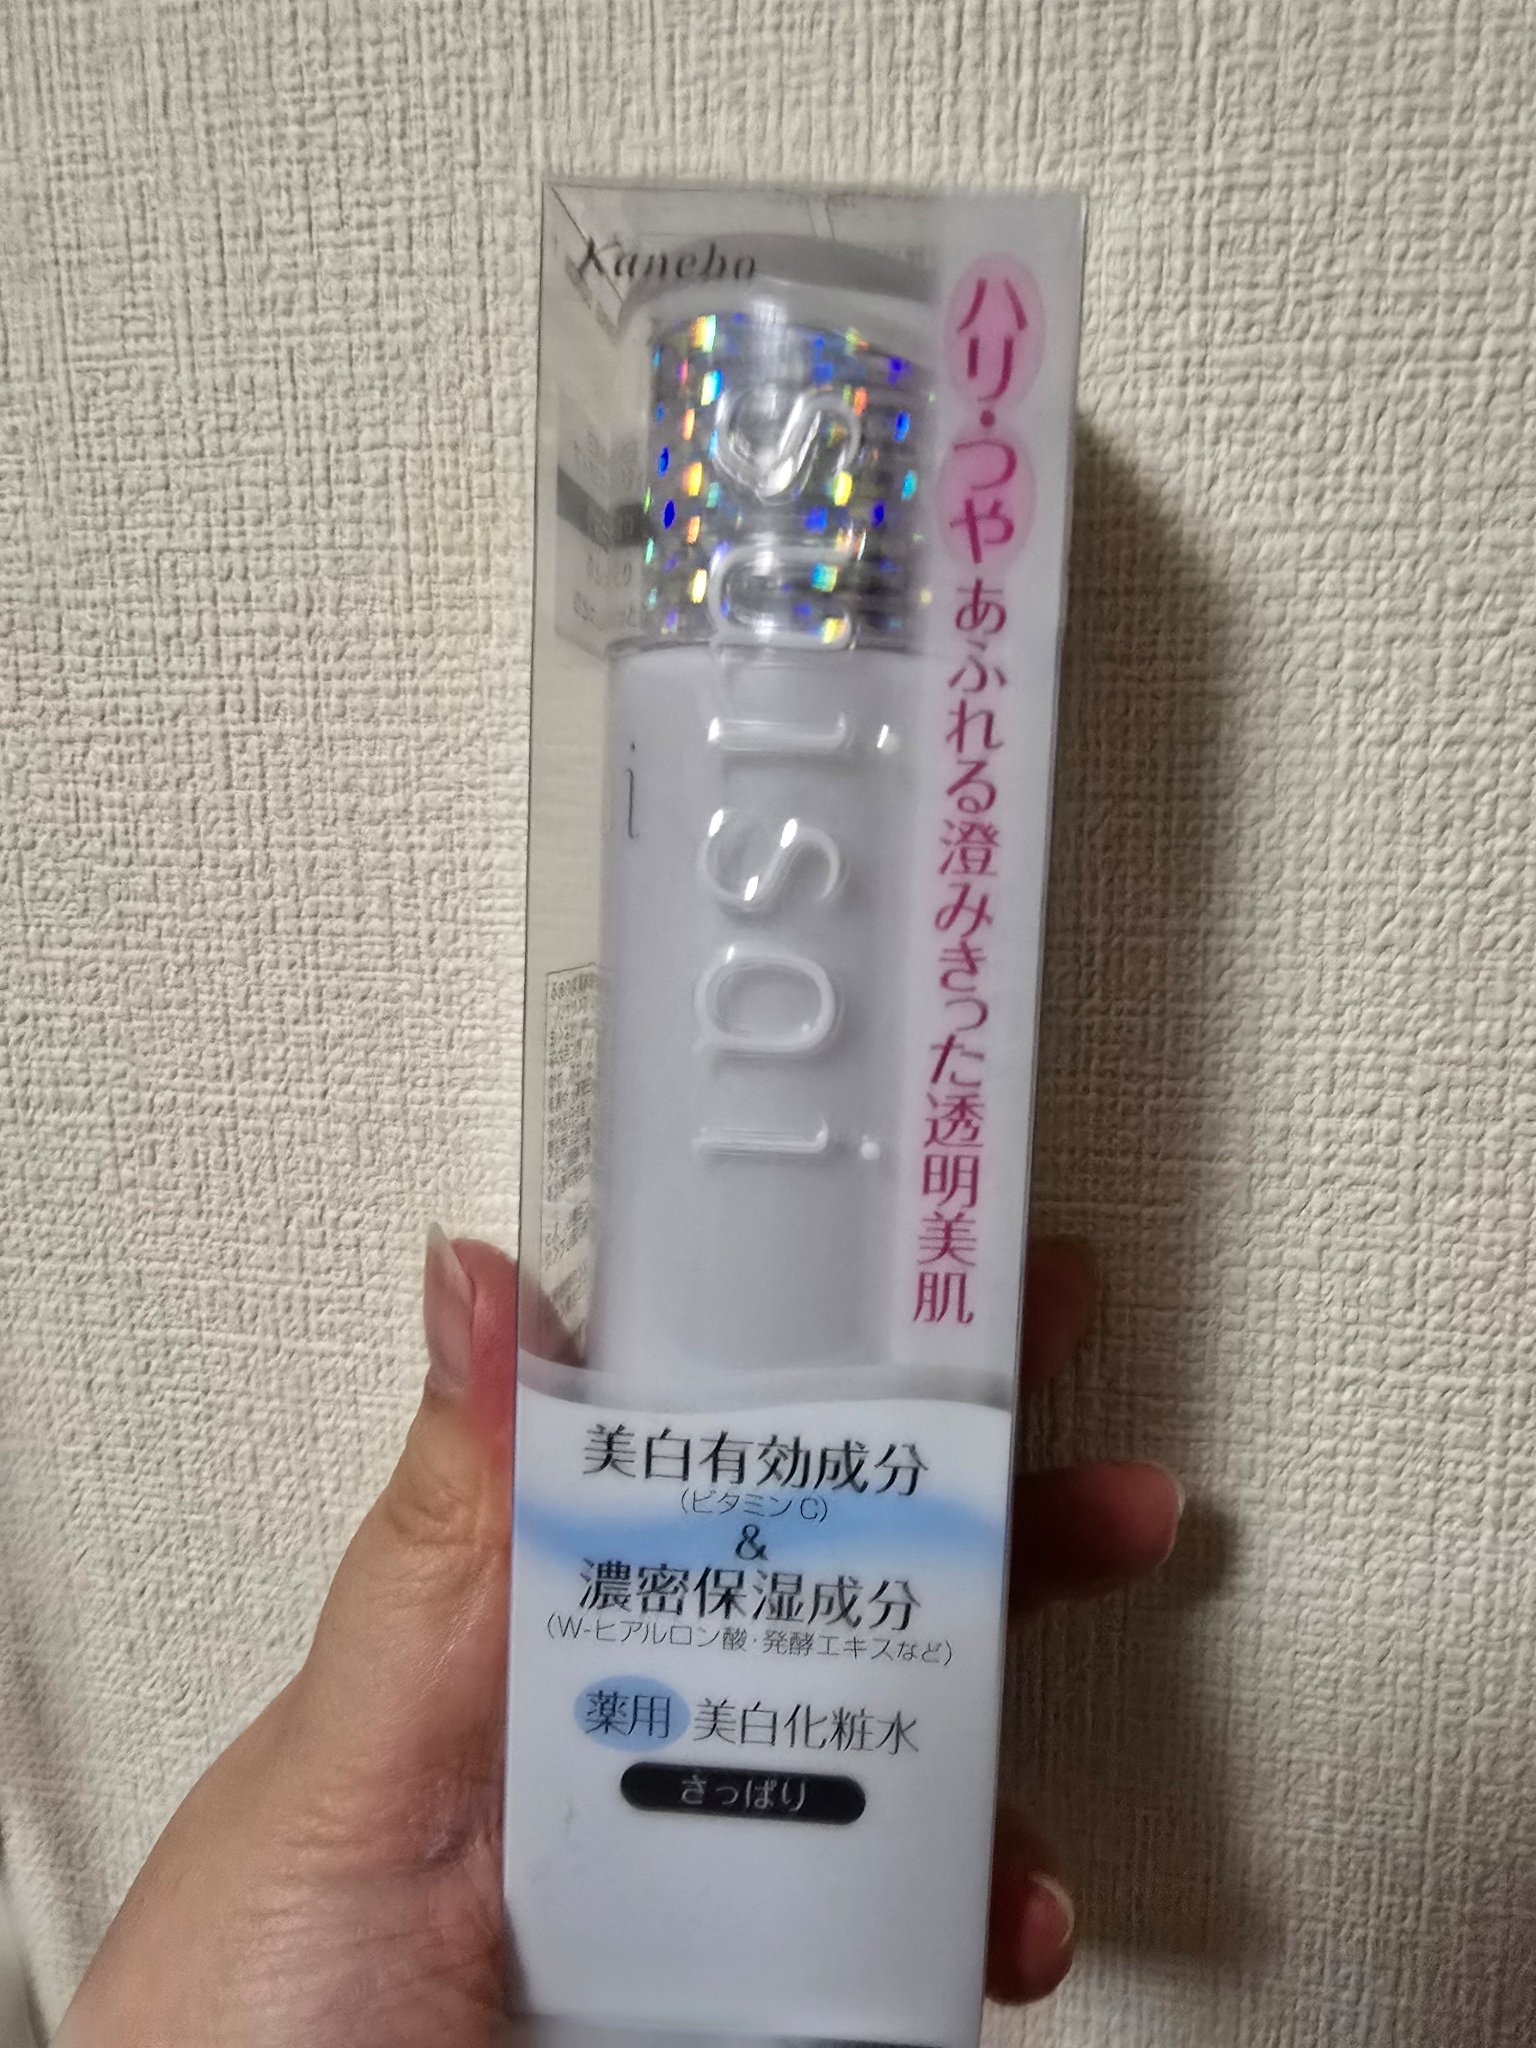 Kanebo
suisai
ハリ・つや あふれる澄みきった透明美肌
i
美白有効成分
(ビタミンC)
&
濃密保湿成分
(W-ヒアルロン酸・発酵エキスなど)
薬用 美白化粧水
さっぱり